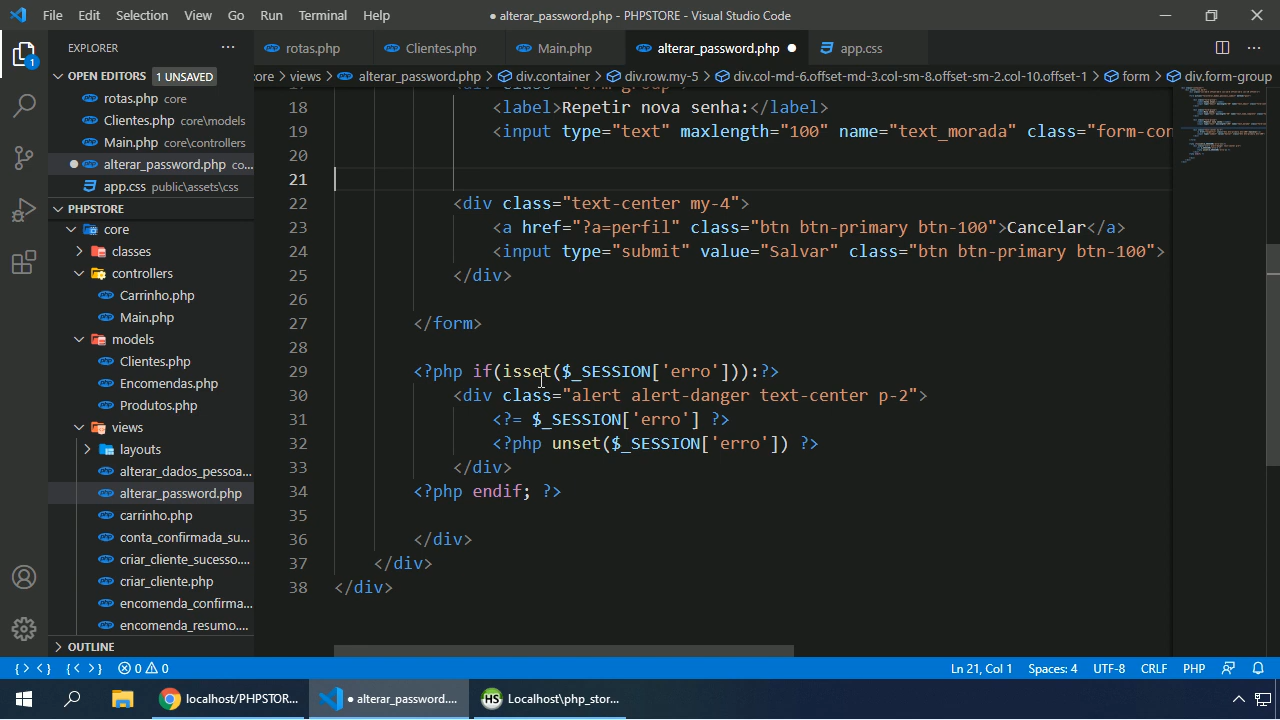 File Edit Selection View Go Run Terminal Help
● alterar_password.php - PHPSTORE - Visual Studio Code
EXPLORER ···
rotas.php
Clientes.php
Main.php
alterar_password.php ●
app.css
OPEN EDITORS 1 UNSAVED
core > views > alterar_password.php > div.container > div.row.my-5 > div.col-md-6.offset-md-3.col-sm-8.offset-sm-2.col-10.offset-1 > form > div.form-group
rotas.php core
Clientes.php core\models
Main.php core\controllers
● alterar_password.php co...
app.css public\assets\css
PHPSTORE
core
classes
controllers
Carrinho.php
Main.php
models
Clientes.php
Encomendas.php
Produtos.php
views
layouts
alterar_dados_pessoa...
alterar_password.php
carrinho.php
conta_confirmada_su...
criar_cliente_sucesso....
criar_cliente.php
encomenda_confirma...
encomenda_resumo....
OUTLINE
18 <label>Repetir nova senha:</label>
19 <input type="text" maxlength="100" name="text_morada" class="form-con
20
21
22 <div class="text-center my-4">
23 <a href="?a=perfil" class="btn btn-primary btn-100">Cancelar</a>
24 <input type="submit" value="Salvar" class="btn btn-primary btn-100">
25 </div>
26
27 </form>
28
29 <?php if(isset($_SESSION['erro'])):?>
30 <div class="alert alert-danger text-center p-2">
31 <?= $_SESSION['erro'] ?>
32 <?php unset($_SESSION['erro']) ?>
33 </div>
34 <?php endif; ?>
35
36 </div>
37 </div>
38 </div>
0 0
Ln 21, Col 1 Spaces: 4 UTF-8 CRLF PHP
localhost/PHPSTOR...
● alterar_password....
HS Localhost\php_stor...